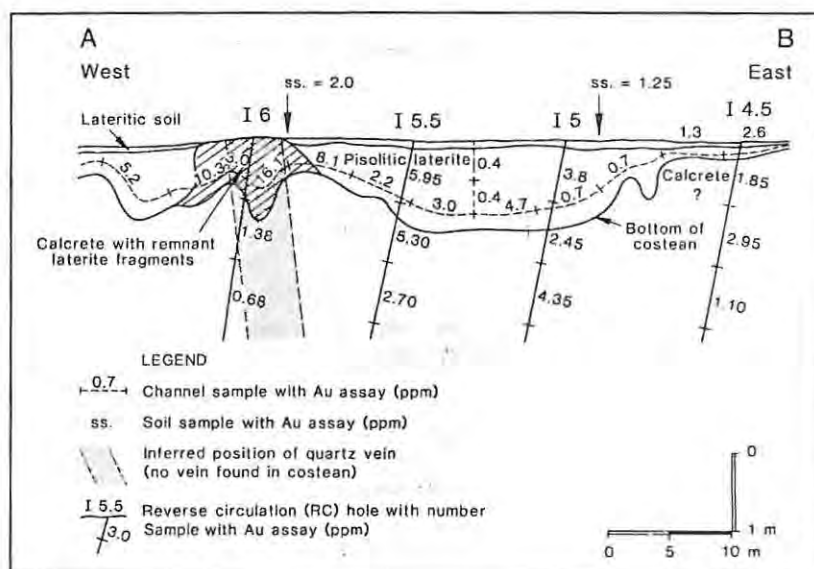 A
B
West
East
ss. = 2.0
ss. = 1.25
I 6
I 5.5
I 5
I 4.5
Lateritic soil
1.3
2.6
5.2
10.3
16.1
8.1
Pisolitic laterite
0.4
3.8
0.7
2.2
5.95
0.7
Calcrete
?
1.85
3.0
0.4
4.7
Calcrete with remnant
laterite fragments
1.38
5.30
2.45
Bottom of
costean
2.95
0.68
2.70
4.35
1.10
LEGEND
0.7
Channel sample with Au assay (ppm)
ss.
Soil sample with Au assay (ppm)
Inferred position of quartz vein
(no vein found in costean)
I 5.5
Reverse circulation (RC) hole with number
3.0
Sample with Au assay (ppm)
0
1 m
0
5
10 m